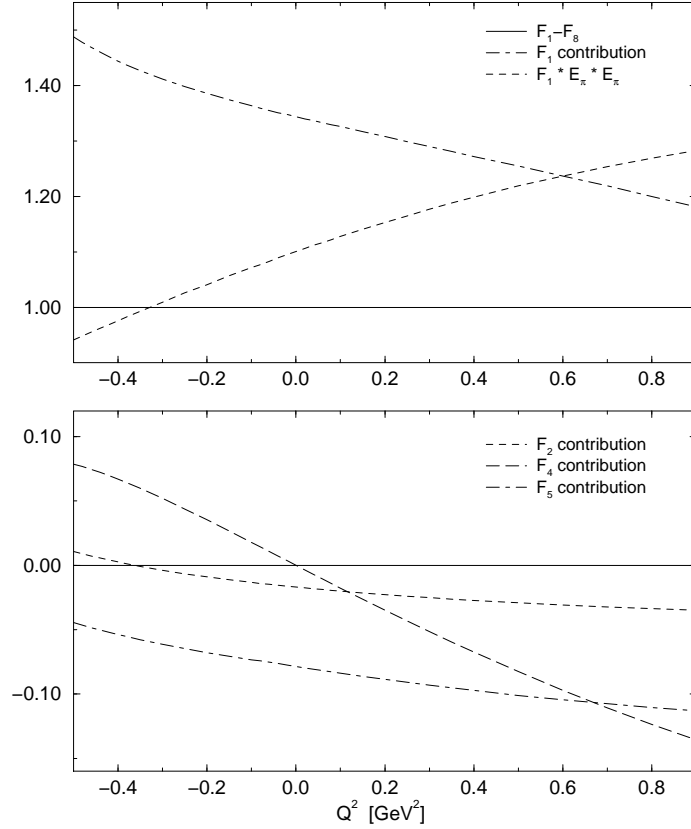 F₁−F₈
F₁ contribution
F₁ * Eπ * Eπ
1.40
1.20
1.00
−0.4 −0.2 0.0 0.2 0.4 0.6 0.8
F₂ contribution
F₄ contribution
F₅ contribution
0.10
0.00
−0.10
−0.4 −0.2 0.0 0.2 0.4 0.6 0.8
Q² [GeV²]